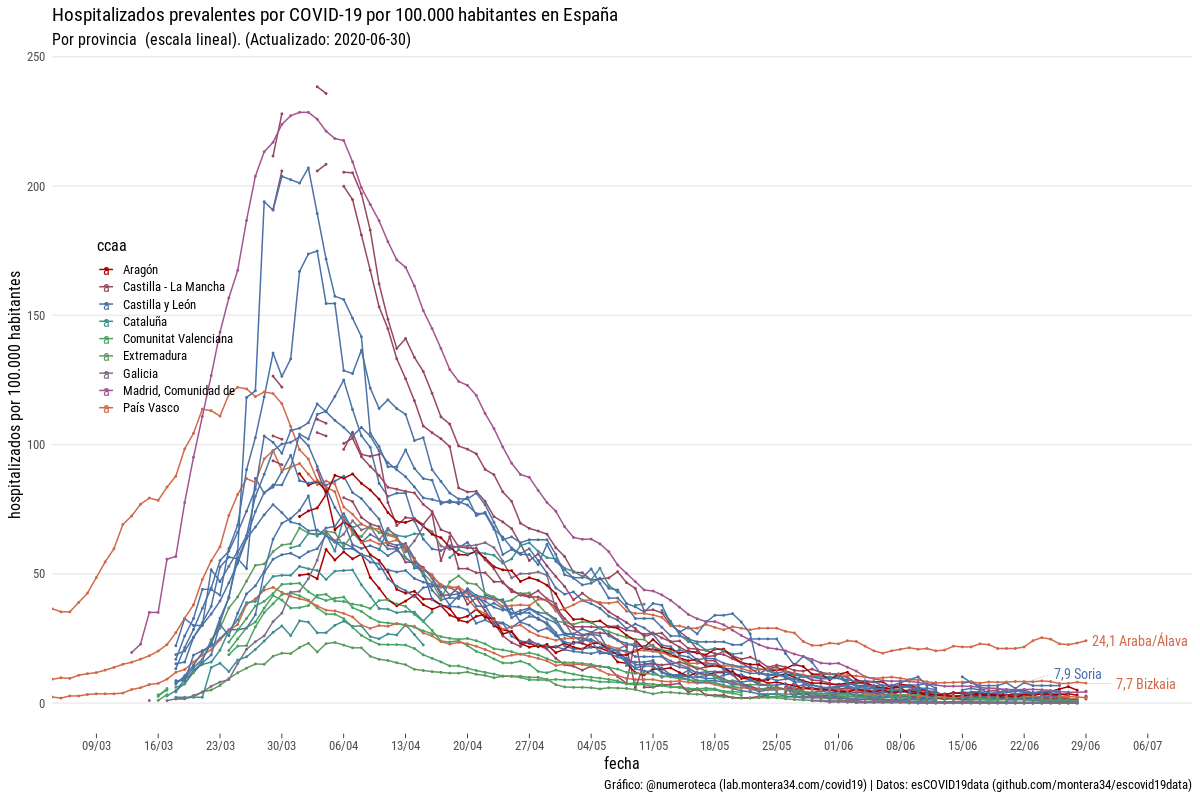 Hospitalizados prevalentes por COVID-19 por 100.000 habitantes en España
Por provincia  (escala lineal). (Actualizado: 2020-06-30)
hospitalizados por 100.000 habitantes
250
200
150
100
50
0
ccaa
Aragón
Castilla - La Mancha
Castilla y León
Cataluña
Comunitat Valenciana
Extremadura
Galicia
Madrid, Comunidad de
País Vasco
24,1 Araba/Álava
7,9 Soria
7,7 Bizkaia
09/03 16/03 23/03 30/03 06/04 13/04 20/04 27/04 04/05 11/05 18/05 25/05 01/06 08/06 15/06 22/06 29/06 06/07
fecha
Gráfico: @numeroteca (lab.montera34.com/covid19) | Datos: esCOVID19data (github.com/montera34/escovid19data)